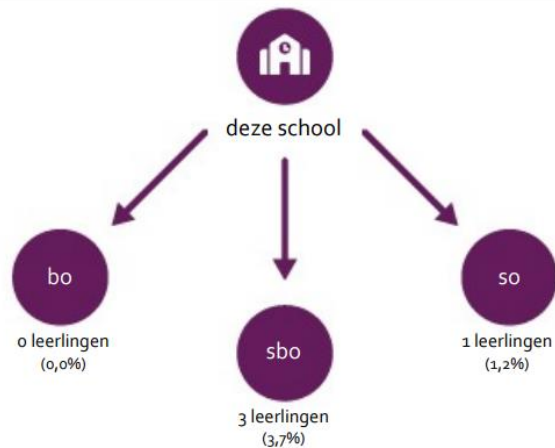 deze school
bo
0 leerlingen
(0,0%)
sbo
3 leerlingen
(3,7%)
so
1 leerlingen
(1,2%)